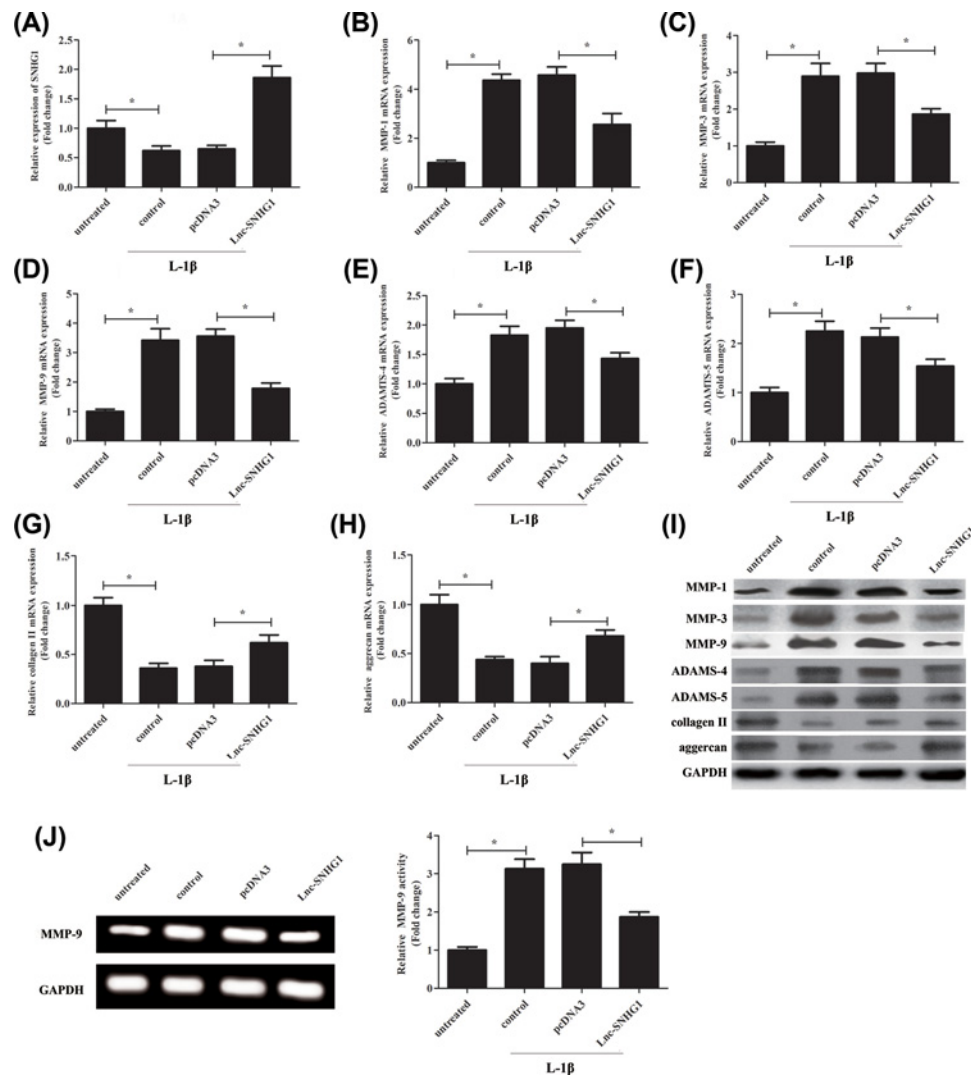 (A)
Relative expression of SNHG1
(Fold change)
2.5
2.0
1.5
1.0
0.5
0.0
*
*
untreated
control
pcDNA3
Lnc-SNHG1
L-1β
(B)
Relative MMP-1 mRNA expression
(Fold change)
6
4
2
0
*
*
untreated
control
pcDNA3
Lnc-SNHG1
L-1β
(C)
Relative MMP-3 mRNA expression
(Fold change)
4
3
2
1
0
*
*
untreated
control
pcDNA3
Lnc-SNHG1
L-1β
(D)
Relative MMP-9 mRNA expression
(Fold change)
5
4
3
2
1
0
*
*
untreated
control
pcDNA3
Lnc-SNHG1
L-1β
(E)
Relative ADAMTS-4 mRNA expression
(Fold change)
2.5
2.0
1.5
1.0
0.5
0.0
*
*
untreated
control
pcDNA3
Lnc-SNHG1
L-1β
(F)
Relative ADAMTS-5 mRNA expression
(Fold change)
3
2
1
0
*
*
untreated
control
pcDNA3
Lnc-SNHG1
L-1β
(G)
Relative collagen II mRNA expression
(Fold change)
1.5
1.0
0.5
0.0
*
*
untreated
control
pcDNA3
Lnc-SNHG1
L-1β
(H)
Relative aggrecan mRNA expression
(Fold change)
1.5
1.0
0.5
0.0
*
*
untreated
control
pcDNA3
Lnc-SNHG1
L-1β
(I)
untreated
control
pcDNA3
Lnc-SNHG1
MMP-1
MMP-3
MMP-9
ADAMS-4
ADAMS-5
collagen II
aggercan
GAPDH
(J)
untreated
control
pcDNA3
Lnc-SNHG1
MMP-9
GAPDH
Relative MMP-9 activity
(Fold change)
4
3
2
1
0
*
*
untreated
control
pcDNA3
Lnc-SNHG1
L-1β